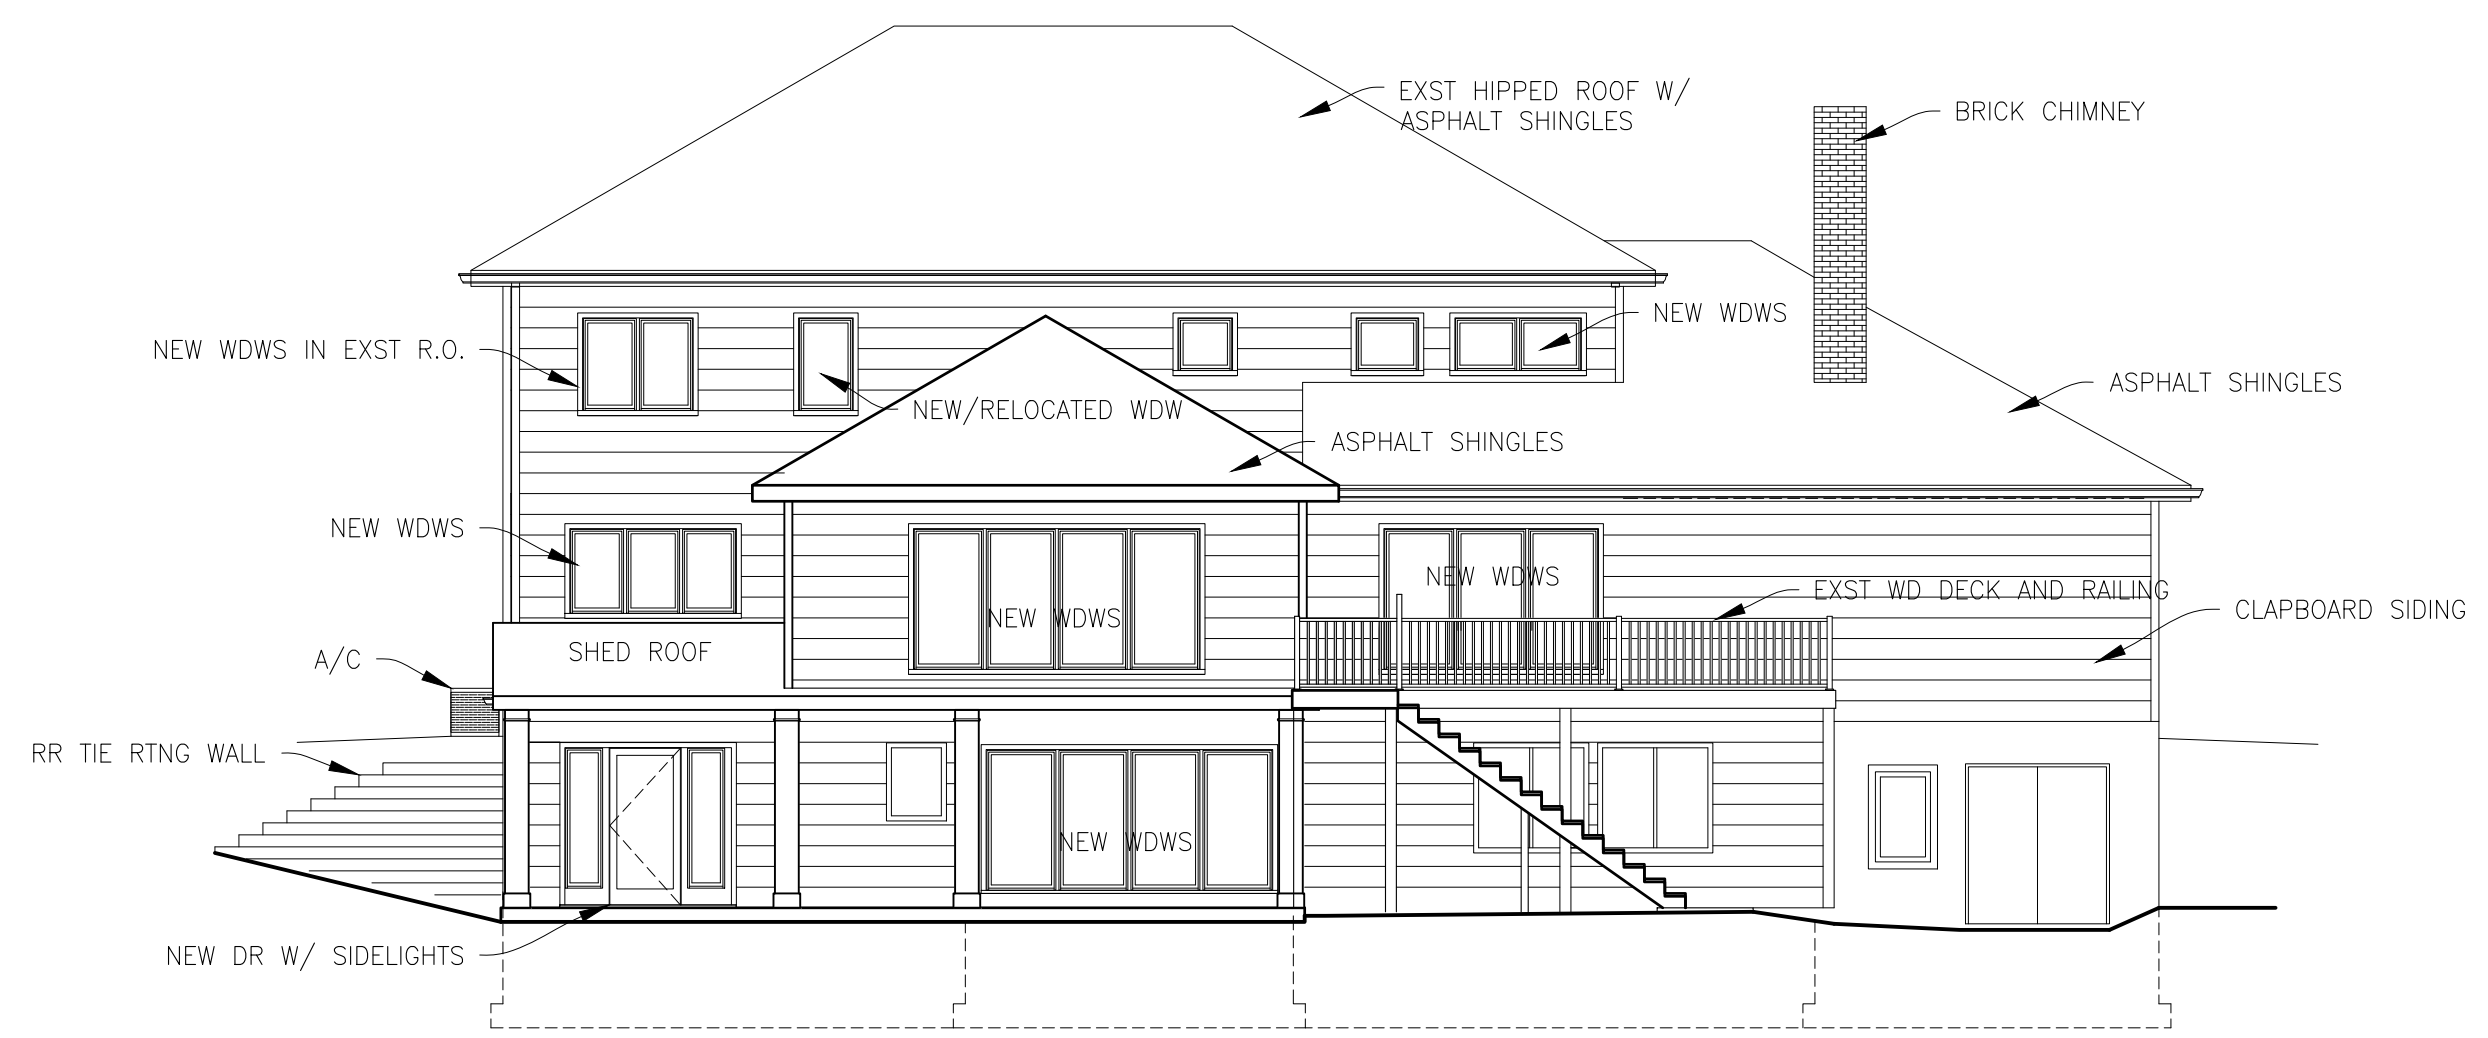 EXST HIPPED ROOF W/
ASPHALT SHINGLES
BRICK CHIMNEY
NEW WDWS
NEW WDWS IN EXST R.O.
ASPHALT SHINGLES
NEW/RELOCATED WDW
ASPHALT SHINGLES
NEW WDWS
NEW WDWS
EXST WD DECK AND RAILING
CLAPBOARD SIDING
NEW WDWS
SHED ROOF
A/C
RR TIE RTNG WALL
NEW WDWS
NEW DR W/ SIDELIGHTS